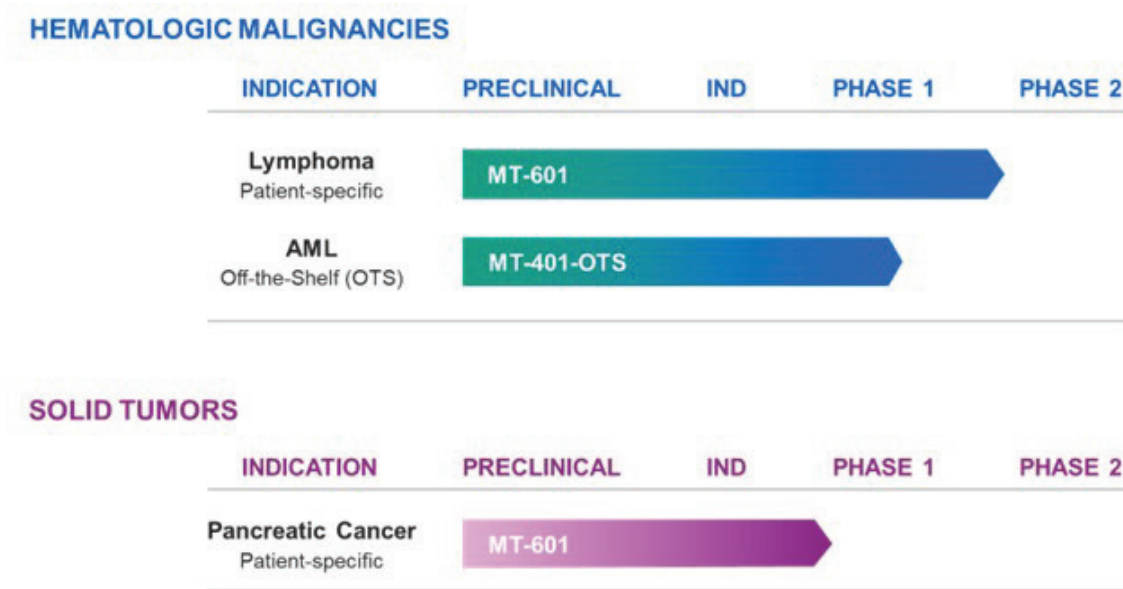 HEMATOLOGIC MALIGNANCIES
INDICATION PRECLINICAL IND PHASE 1 PHASE 2
Lymphoma
Patient-specific
MT-601
AML
Off-the-Shelf (OTS)
MT-401-OTS
SOLID TUMORS
INDICATION PRECLINICAL IND PHASE 1 PHASE 2
Pancreatic Cancer
Patient-specific
MT-601